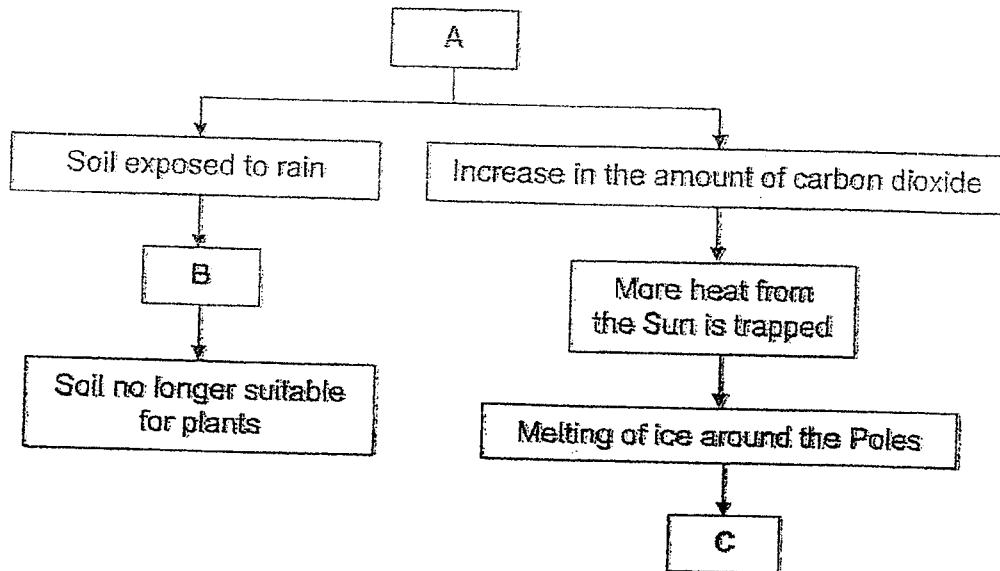 A
Soil exposed to rain
Increase in the amount of carbon dioxide
B
More heat from
the Sun is trapped
Soil no longer suitable
for plants
Melting of ice around the Poles
C